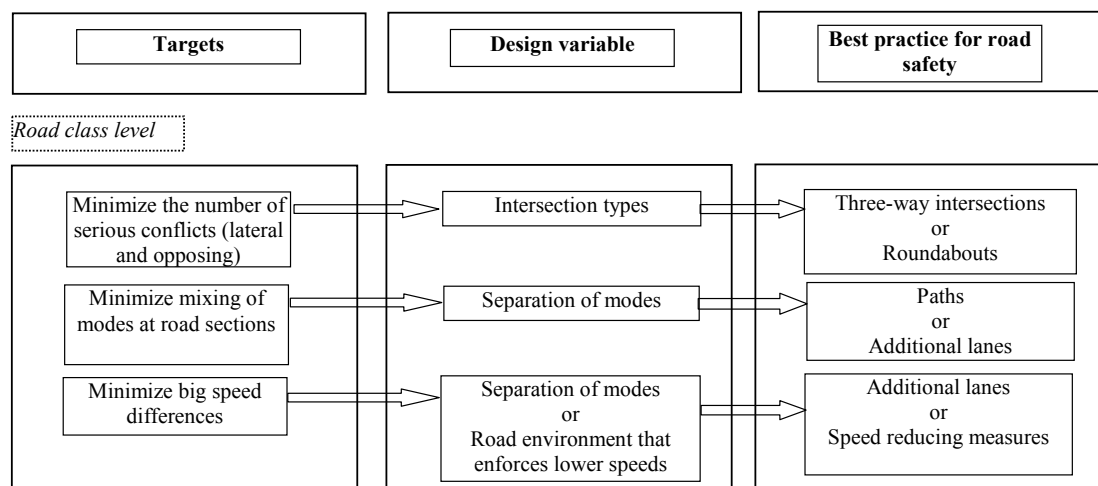 Targets
Design variable
Best practice for road
safety
Road class level
Minimize the number of
serious conflicts (lateral
and opposing)
Intersection types
Three-way intersections
or
Roundabouts
Minimize mixing of
modes at road sections
Separation of modes
Paths
or
Additional lanes
Minimize big speed
differences
Separation of modes
or
Road environment that
enforces lower speeds
Additional lanes
or
Speed reducing measures